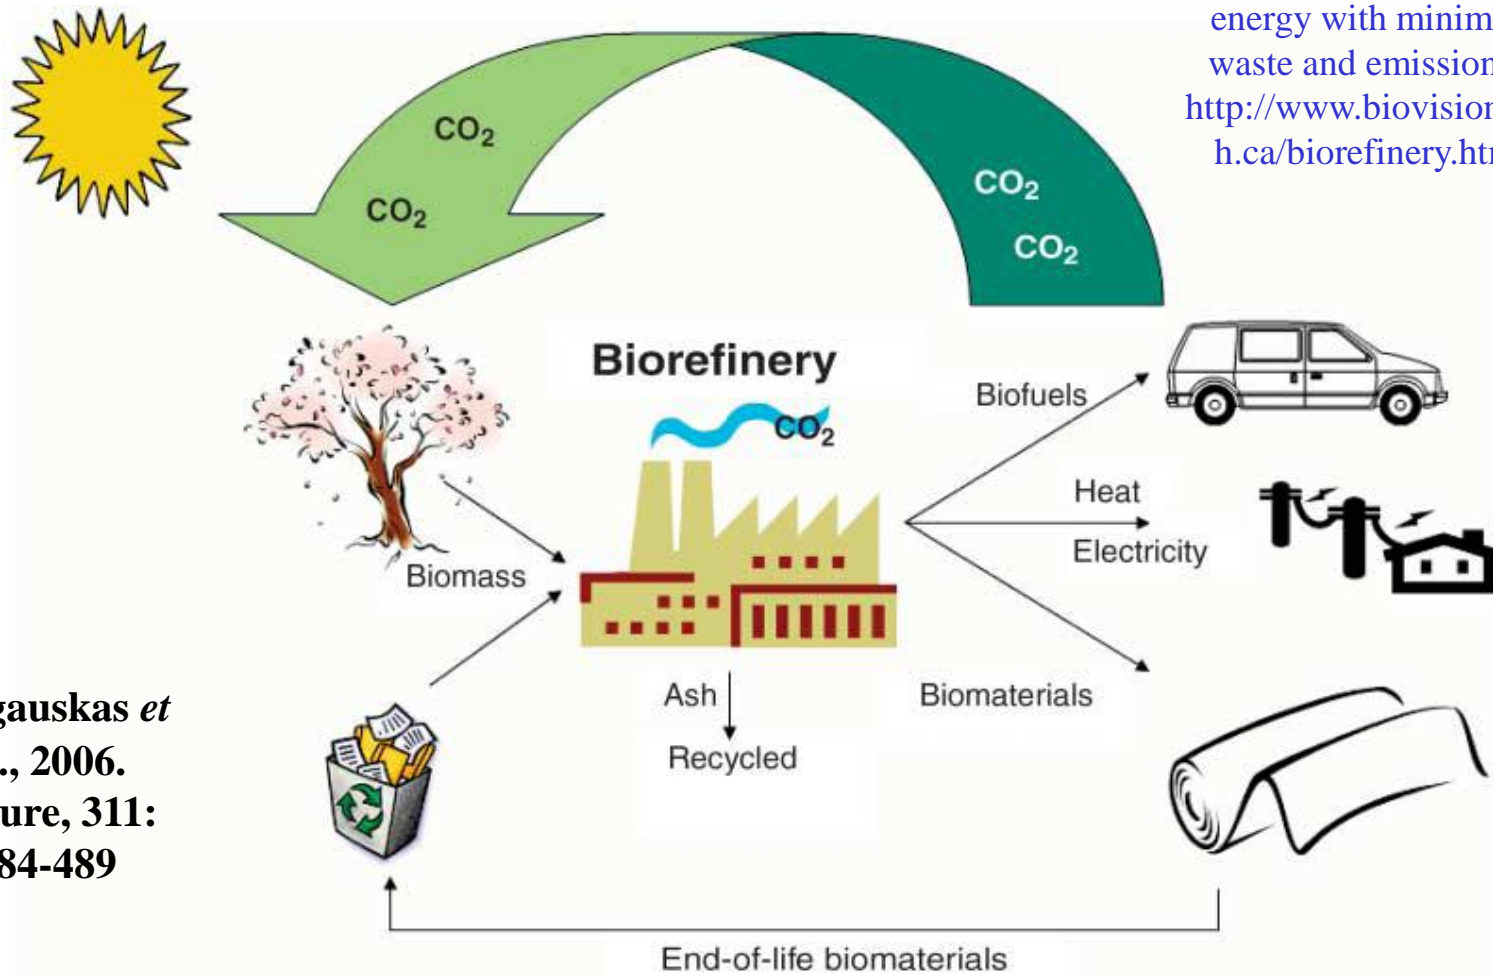 energy with minim
waste and emission
http://www.biovision
h.ca/biorefinery.htm
CO₂
CO₂
CO₂
CO₂
Biorefinery
CO₂
Biofuels
Heat
Electricity
Biomass
Ash
Recycled
Biomaterials
gauskas et
., 2006.
ure, 311:
84-489
End-of-life biomaterials